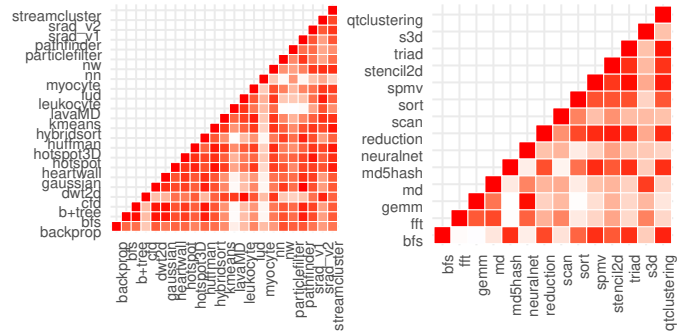 streamcluster
srad_v2
srad_v1
pathfinder
particlefilter
nw
nn
myocyte
lud
leukocyte
lavaMD
kmeans
hybridsort
huffman
hotspot3D
hotspot
heartwall
gaussian
dwt2d
cfd
b+tree
bfs
backprop
backprop
bfs
b+tree
cfd
dwt2d
gaussian
heartwall
hotspot
hotspot3D
huffman
hybridsort
kmeans
lavaMD
leukocyte
lud
myocyte
nn
nw
particlefilter
pathfinder
srad_v1
srad_v2
streamcluster
qtclustering
s3d
triad
stencil2d
spmv
sort
scan
reduction
neuralnet
md5hash
md
gemm
fft
bfs
bfs
fft
gemm
md
md5hash
neuralnet
reduction
scan
sort
spmv
stencil2d
triad
s3d
qtclustering